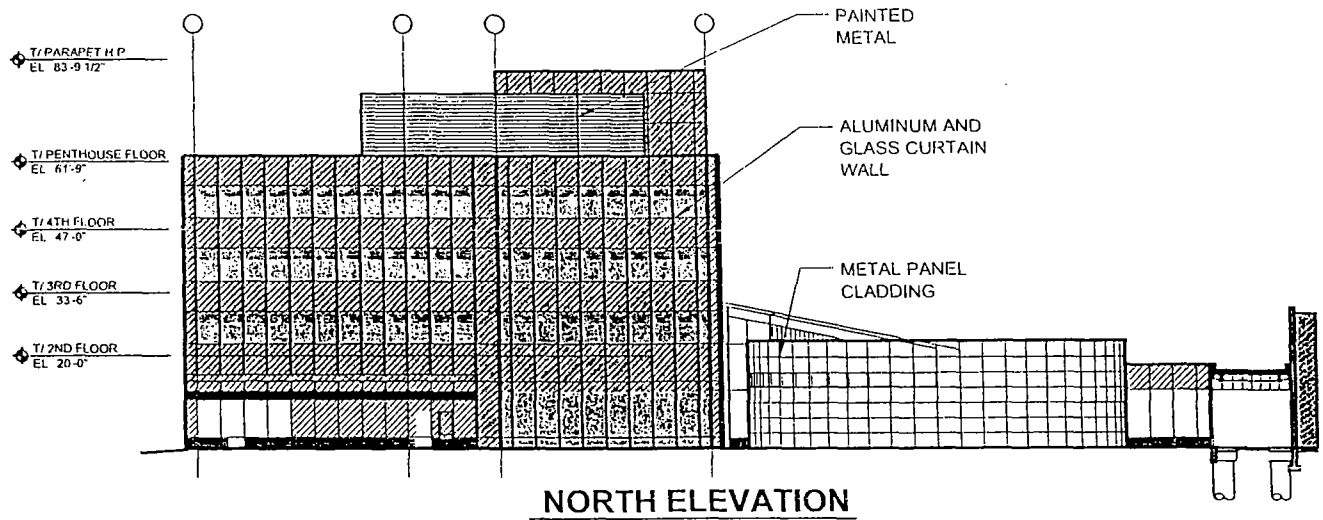 PAINTED
METAL
T/ PARAPET H P
EL 83'-9 1/2"
ALUMINUM AND
GLASS CURTAIN
WALL
T/ PENTHOUSE FLOOR
EL 61'-9"
T/ 4TH FLOOR
EL 47'-0"
METAL PANEL
CLADDING
T/ 3RD FLOOR
EL 33'-6"
T/ 2ND FLOOR
EL 20'-0"
NORTH ELEVATION